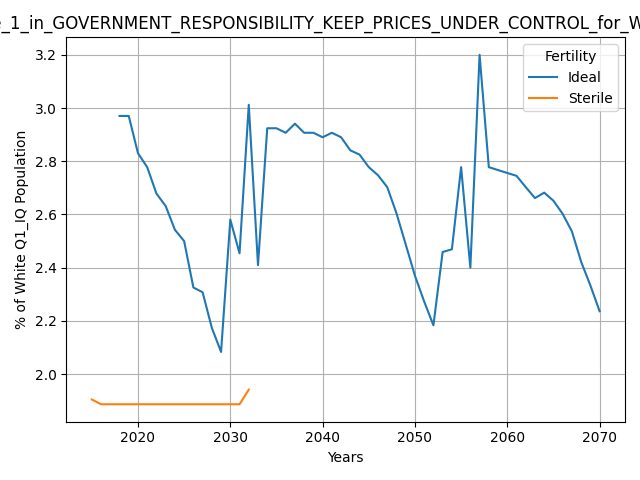 e_1_in_GOVERNMENT_RESPONSIBILITY_KEEP_PRICES_UNDER_CONTROL_for_W
Fertility
Ideal
Sterile
% of White Q1_IQ Population
3.2
3.0
2.8
2.6
2.4
2.2
2.0
2020 2030 2040 2050 2060 2070
Years